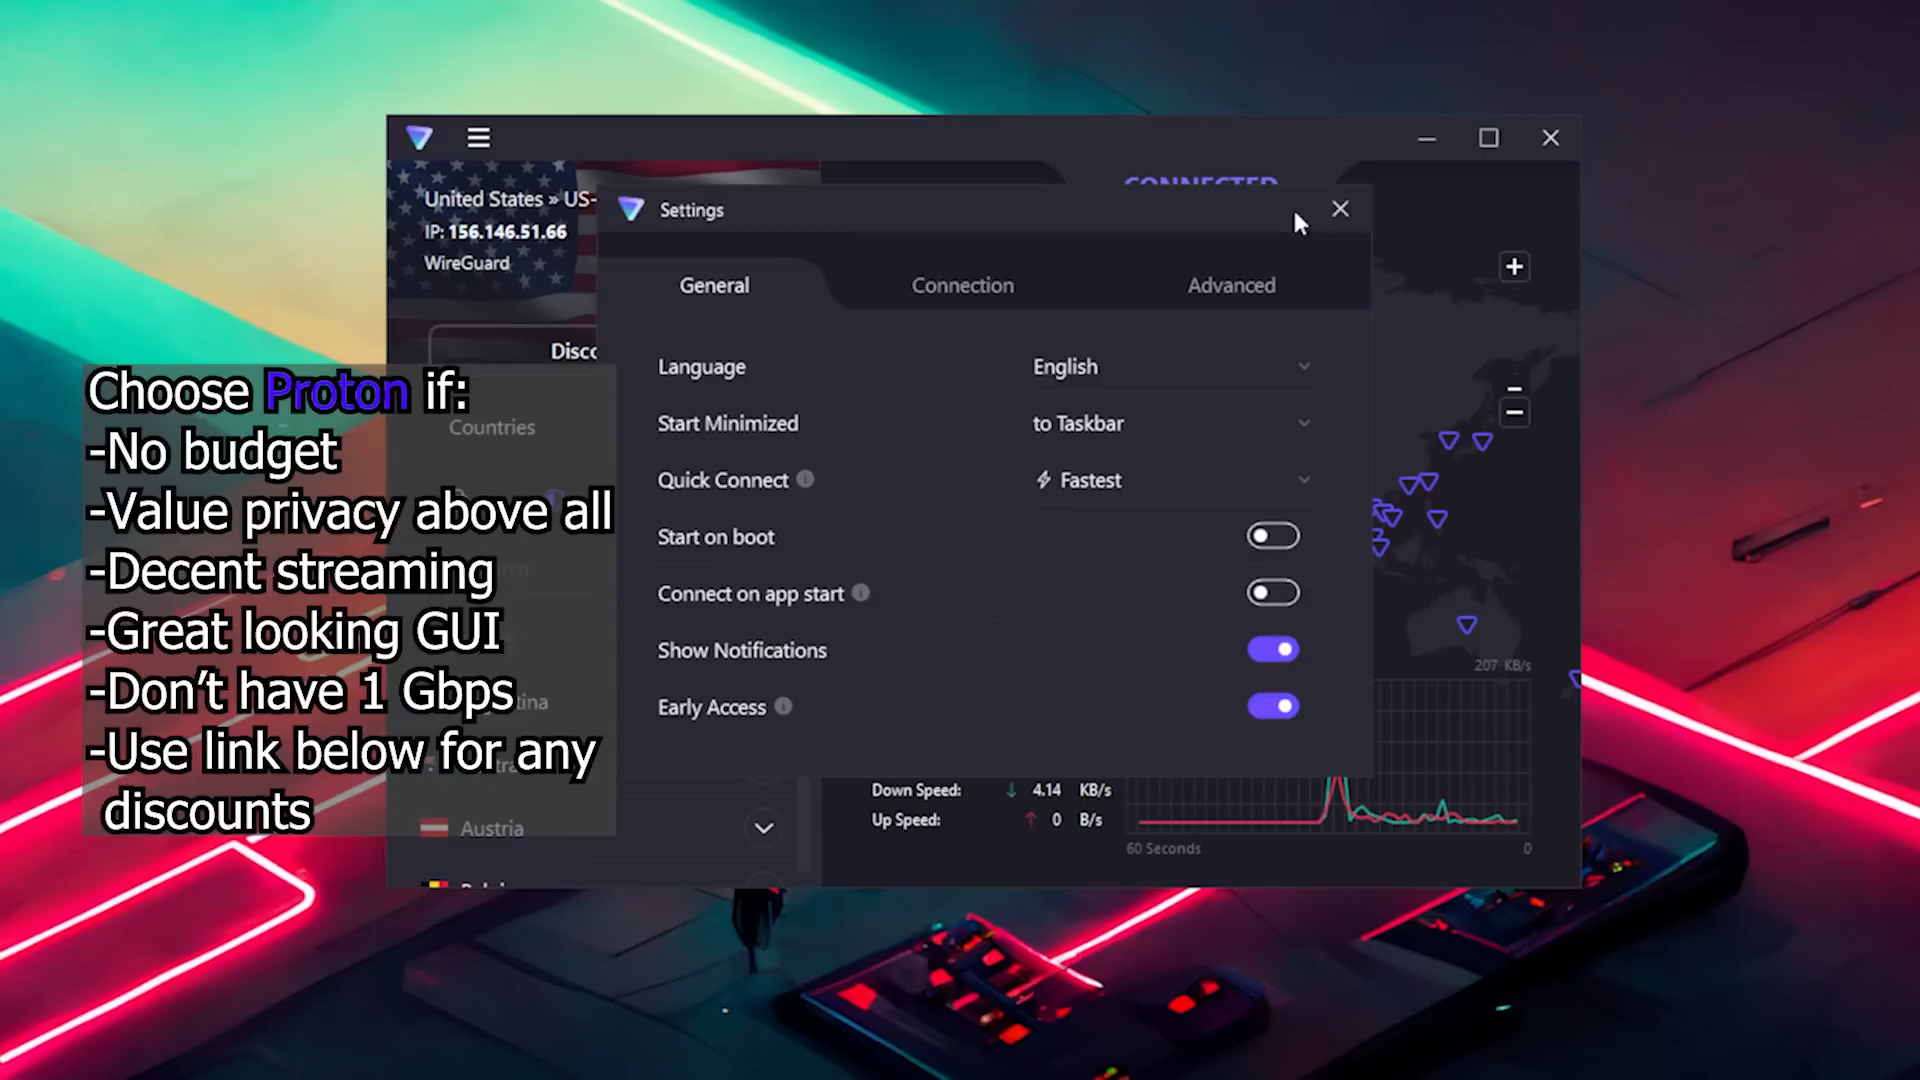 CONNECTED
United States » US-
IP: 156.146.51.66
WireGuard
Settings
General
Connection
Advanced
Language
English
Start Minimized
to Taskbar
Quick Connect
Fastest
Start on boot
Connect on app start
Show Notifications
Early Access
Disco
Countries
Choose Proton if:
-No budget
-Value privacy above all
-Decent streaming
-Great looking GUI
-Don't have 1 Gbps
-Use link below for any
discounts
Austria
207 KB/s
Down Speed: ↓ 4.14 KB/s
Up Speed: ↑ 0 B/s
60 Seconds
0